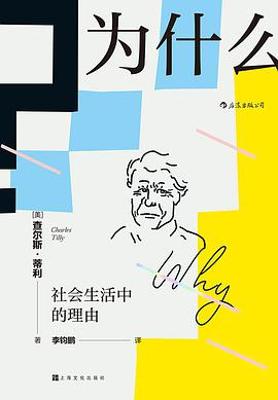 为什么
后浪出版公司
[美]
查尔斯·蒂利
Charles
Tilly
著
Why
社会生活中
的理由
李钧鹏
译
上海文化出版社